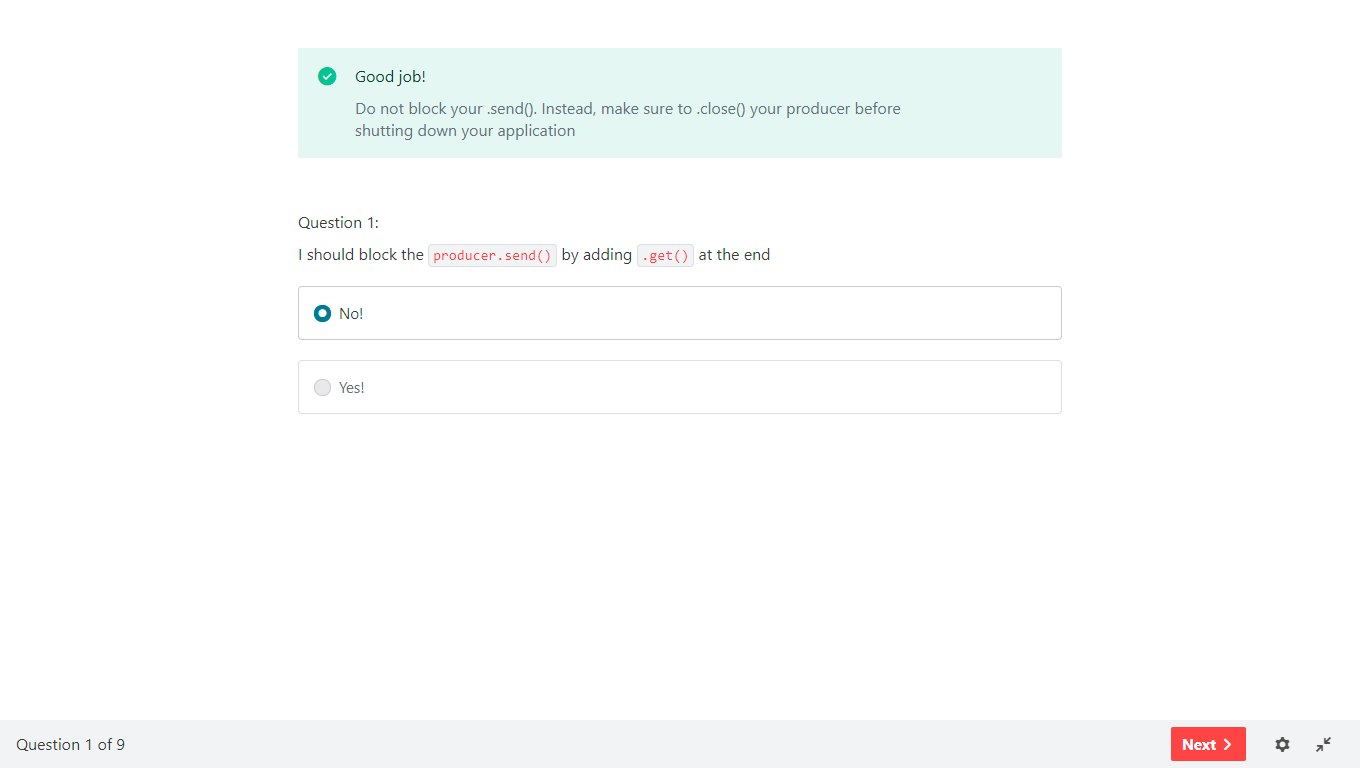 Good job!
Do not block your .send(). Instead, make sure to .close() your producer before
shutting down your application
Question 1:
I should block the producer.send() by adding .get() at the end
No!
Yes!
Question 1 of 9
Next